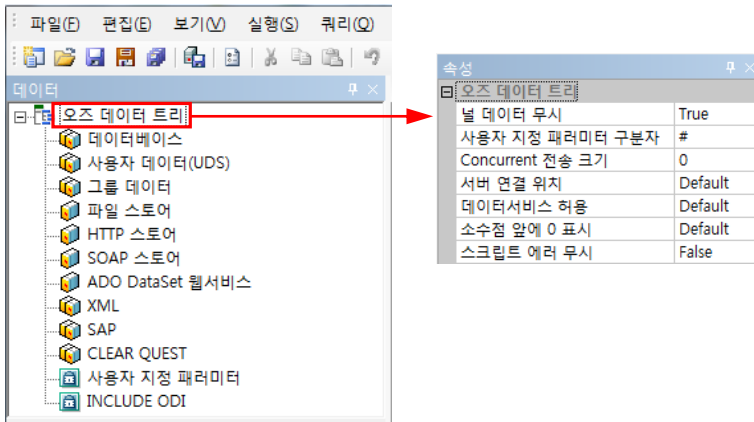 파일(F) 편집(E) 보기(V) 실행(S) 쿼리(Q)
데이터
오즈 데이터 트리
데이터베이스
사용자 데이터(UDS)
그룹 데이터
파일 스토어
HTTP 스토어
SOAP 스토어
ADO DataSet 웹서비스
XML
SAP
CLEAR QUEST
사용자 지정 패러미터
INCLUDE ODI
속성
오즈 데이터 트리
널 데이터 무시 True
사용자 지정 패러미터 구분자 #
Concurrent 전송 크기 0
서버 연결 위치 Default
데이터서비스 허용 Default
소수점 앞에 0 표시 Default
스크립트 에러 무시 False